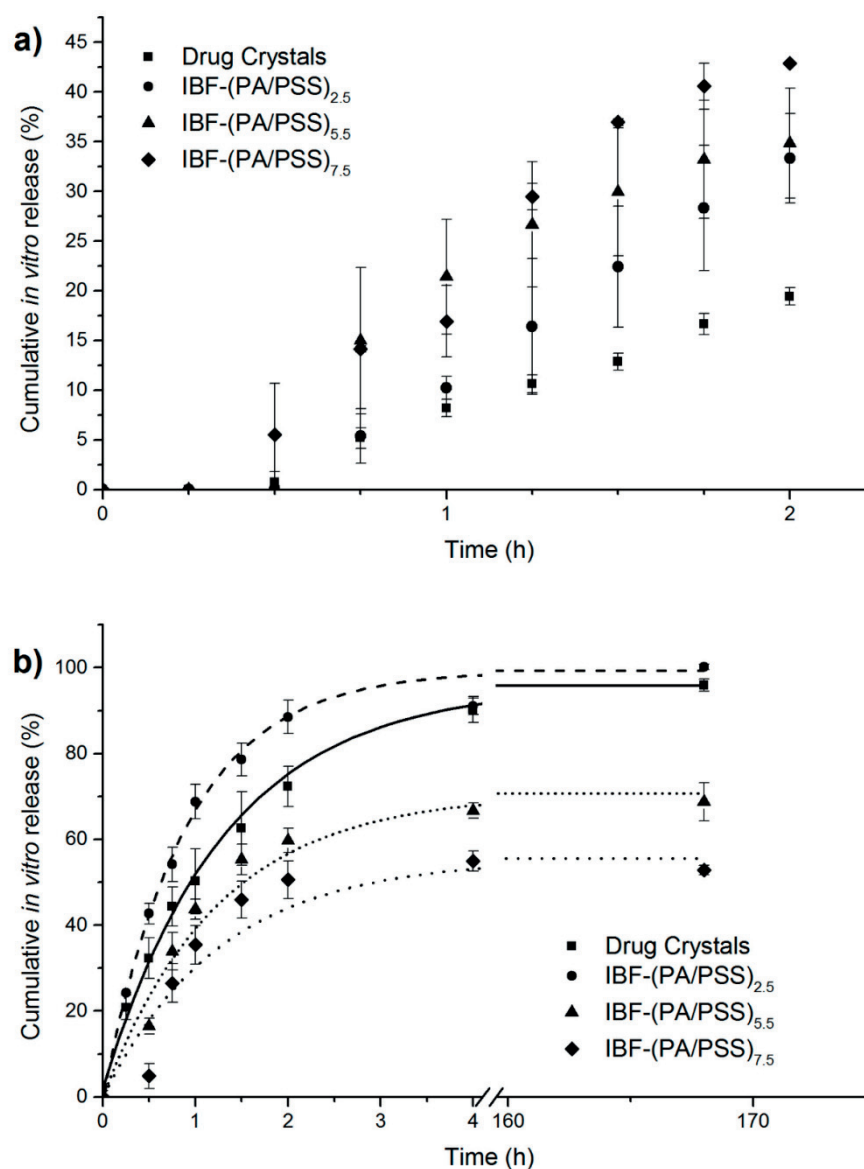 a)
Drug Crystals
IBF-(PA/PSS)2.5
IBF-(PA/PSS)5.5
IBF-(PA/PSS)7.5
45
40
35
30
25
20
15
10
5
0
Cumulative in vitro release (%)
0 1 2
Time (h)
b)
100
80
60
40
20
0
Cumulative in vitro release (%)
Drug Crystals
IBF-(PA/PSS)2.5
IBF-(PA/PSS)5.5
IBF-(PA/PSS)7.5
0 1 2 3 4 160 170
Time (h)